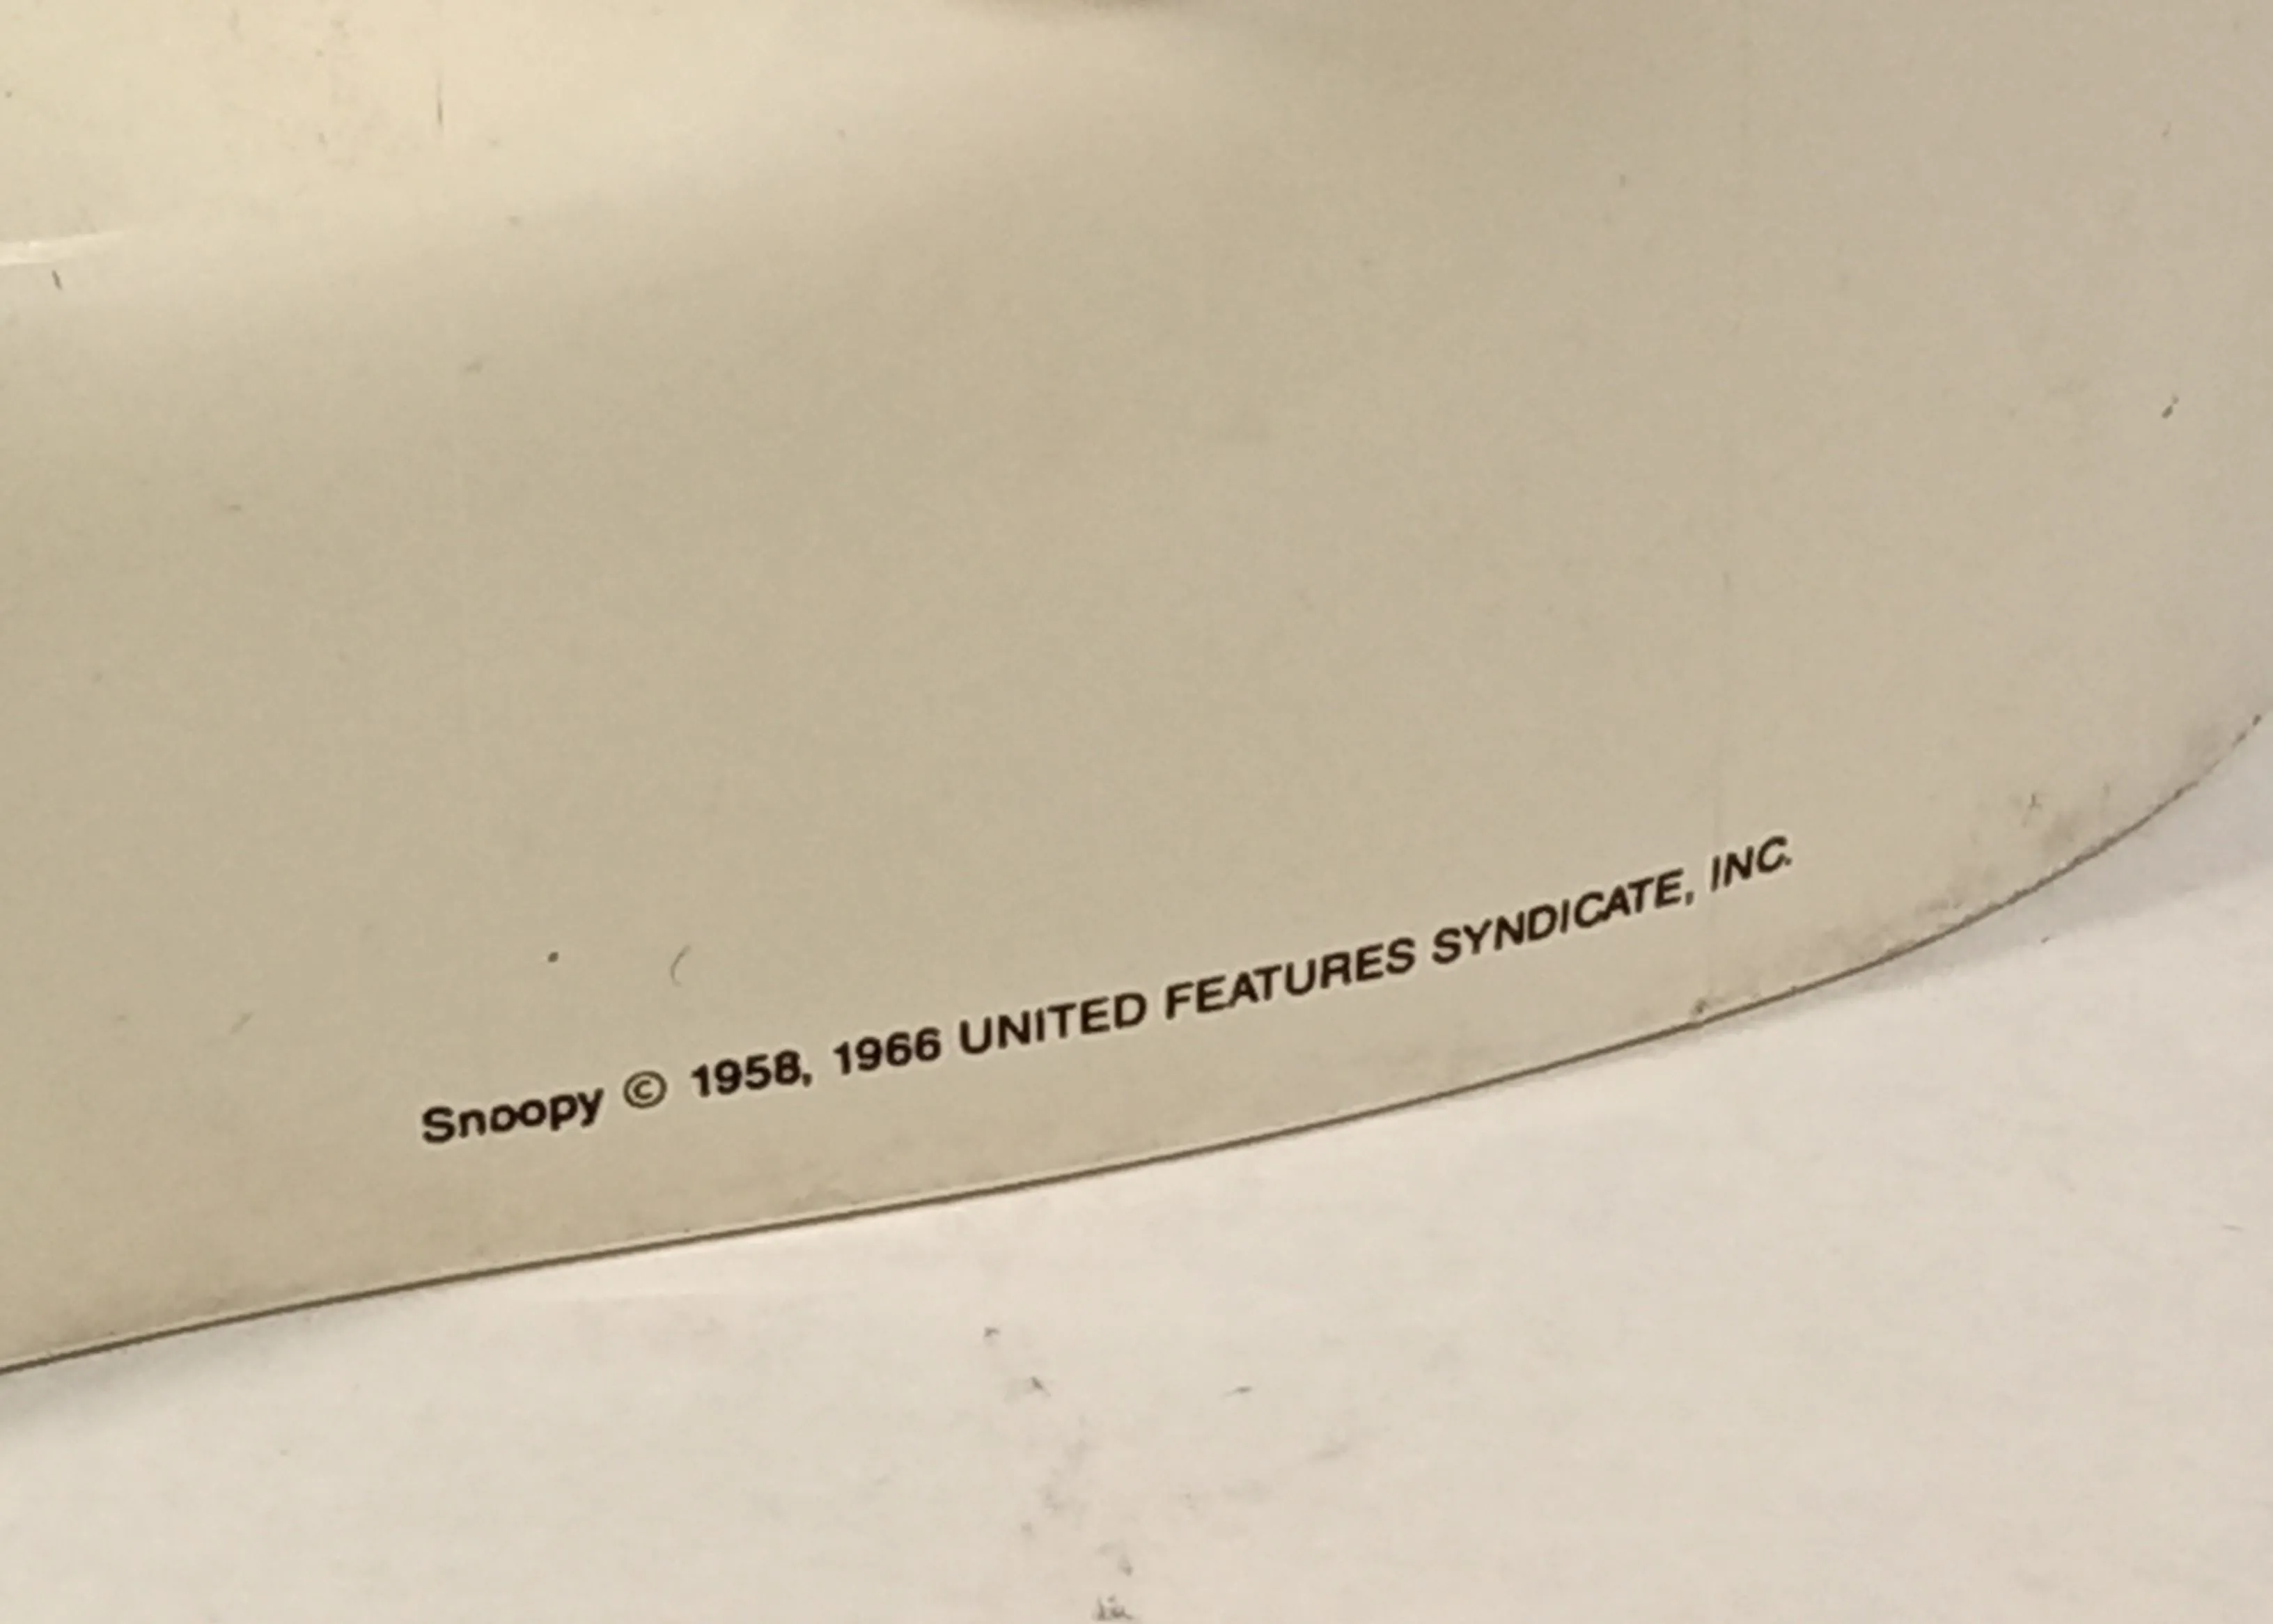 Snoopy © 1958, 1966 UNITED FEATURES SYNDICATE, INC.